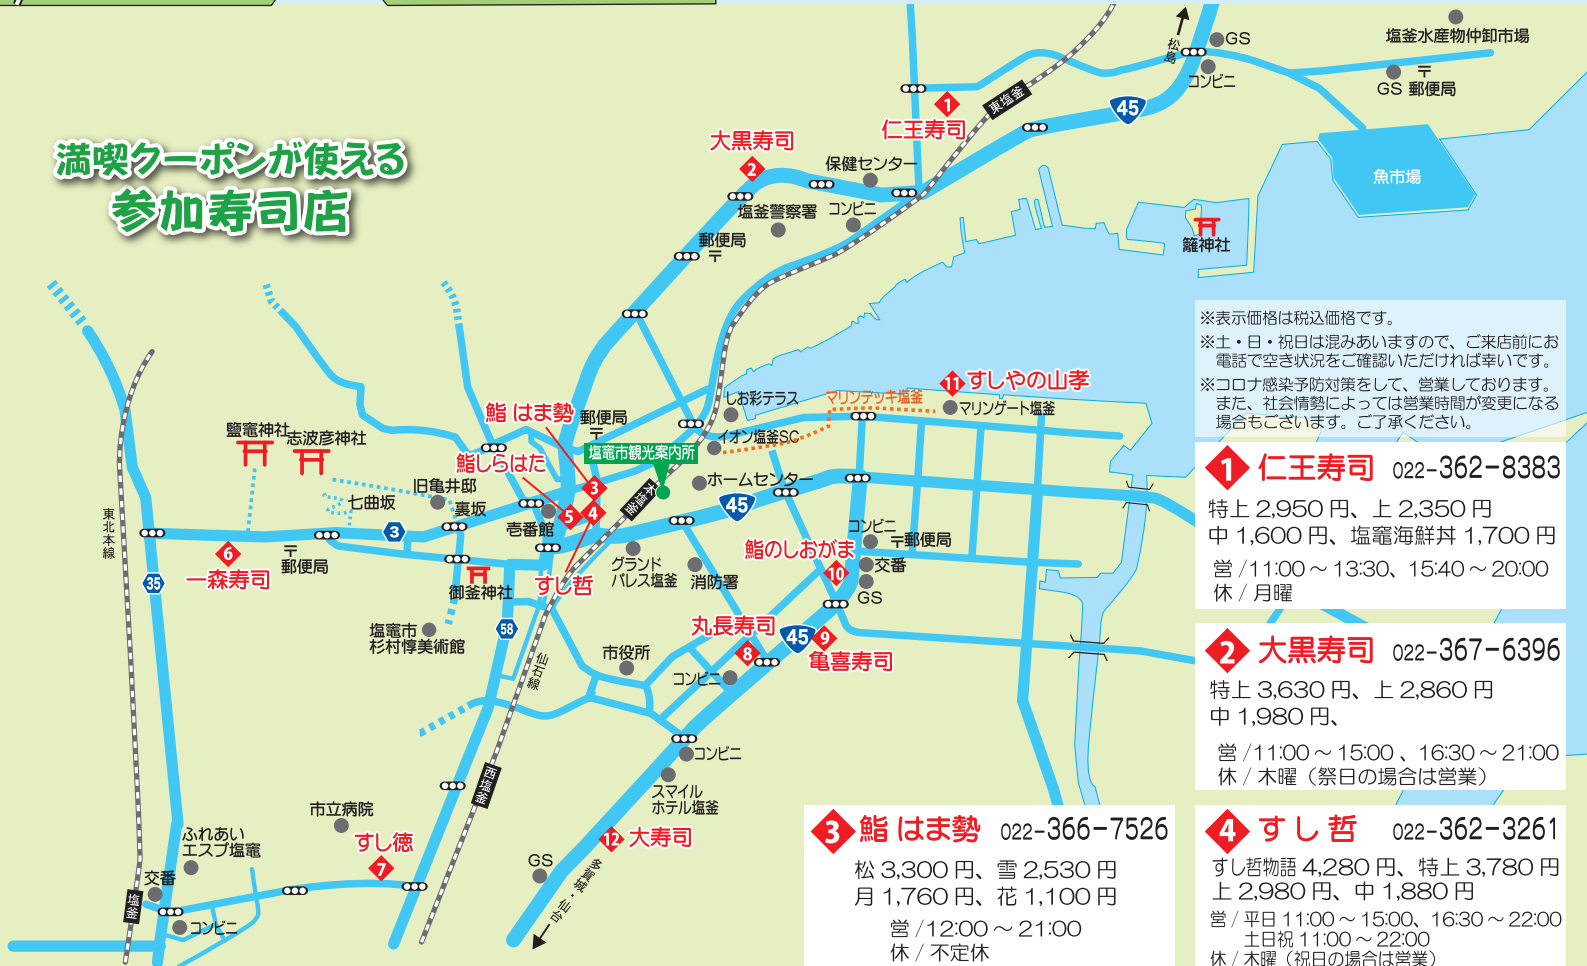 満喫クーポンが使える
参加寿司店
松島
GS
コンビニ
塩釜水産物仲卸市場
GS 郵便局
魚市場
籬神社
45
東塩釜
1
仁王寿司
大黒寿司
2
保健センター
塩釜警察署
コンビニ
郵便局
※表示価格は税込価格です。
※土・日・祝日は混みあいますので、ご来店前にお
電話で空き状況をご確認いただければ幸いです。
※コロナ感染予防対策をして、営業しております。
また、社会情勢によっては営業時間が変更になる
場合もございます。ご了承ください。
11 すしやの山孝
マリンゲート塩釜
マリンデッキ塩釜
しお彩テラス
イオン塩釜SC
ホームセンター
鮨 はま勢
郵便局
塩竈市観光案内所
鮨しらはた
鹽竈神社
志波彦神社
七曲坂
旧亀井邸
裏坂
壱番館
3
4
5
本塩釜
45
東北本線
3
6
一森寿司
郵便局
35
御釜神社
すし哲
グランド
パレス塩釜
消防署
鮨のしおがま
10
コンビニ
〒郵便局
交番
GS
塩竈市
杉村惇美術館
58
仙石線
市役所
丸長寿司
8
45
9
亀喜寿司
コンビニ
コンビニ
スマイル
ホテル塩釜
西塩釜
市立病院
すし徳
7
ふれあい
エスプ塩竈
交番
塩釜
コンビニ
12 大寿司
GS
多賀城・仙台
1 仁王寿司 022-362-8383
特上 2,950 円、上 2,350 円
中 1,600 円、塩竈海鮮丼 1,700 円
営 /11:00 ～ 13:30、15:40 ～ 20:00
休 / 月曜
2 大黒寿司 022-367-6396
特上 3,630 円、上 2,860 円
中 1,980 円、
営 /11:00 ～ 15:00 、16:30 ～ 21:00
休 / 木曜（祭日の場合は営業）
3 鮨 はま勢 022-366-7526
松 3,300 円、雪 2,530 円
月 1,760 円、花 1,100 円
営 /12:00 ～ 21:00
休 / 不定休
4 すし哲 022-362-3261
すし哲物語 4,280 円、特上 3,780 円
上 2,980 円、中 1,880 円
営 / 平日 11:00 ～ 15:00、16:30 ～ 22:00
土日祝 11:00 ～ 22:00
休 / 木曜（祝日の場合は営業）